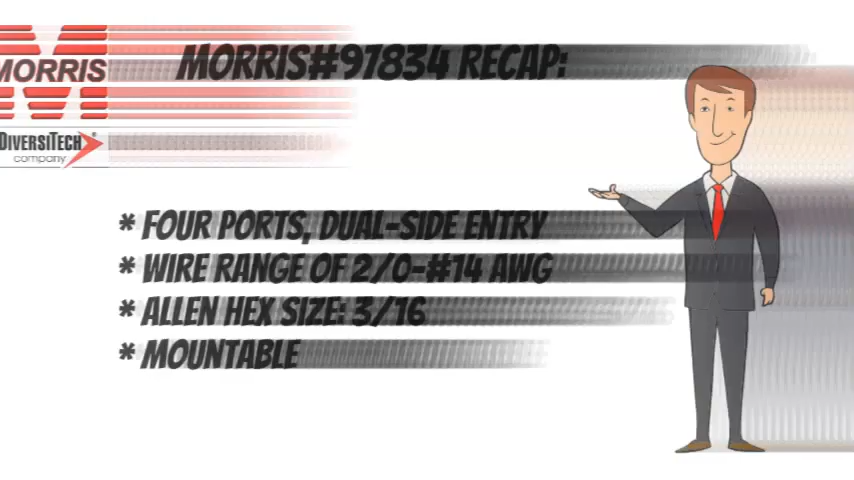 MORRIS
DIVERSITECH®
company
MORRIS#97834 RECAP:
* FOUR PORTS, DUAL-SIDE ENTRY
* WIRE RANGE OF 2/0-#14 AWG
* ALLEN HEX SIZE: 3/16
* MOUNTABLE